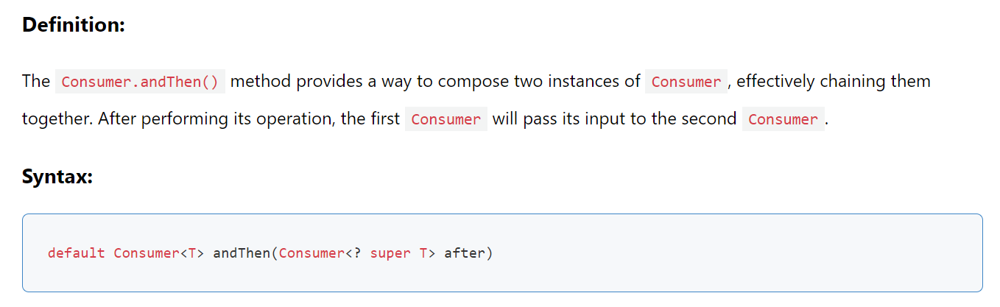 Definition:
The Consumer.andThen() method provides a way to compose two instances of Consumer, effectively chaining them
together. After performing its operation, the first Consumer will pass its input to the second Consumer.
Syntax:
default Consumer<T> andThen(Consumer<? super T> after)